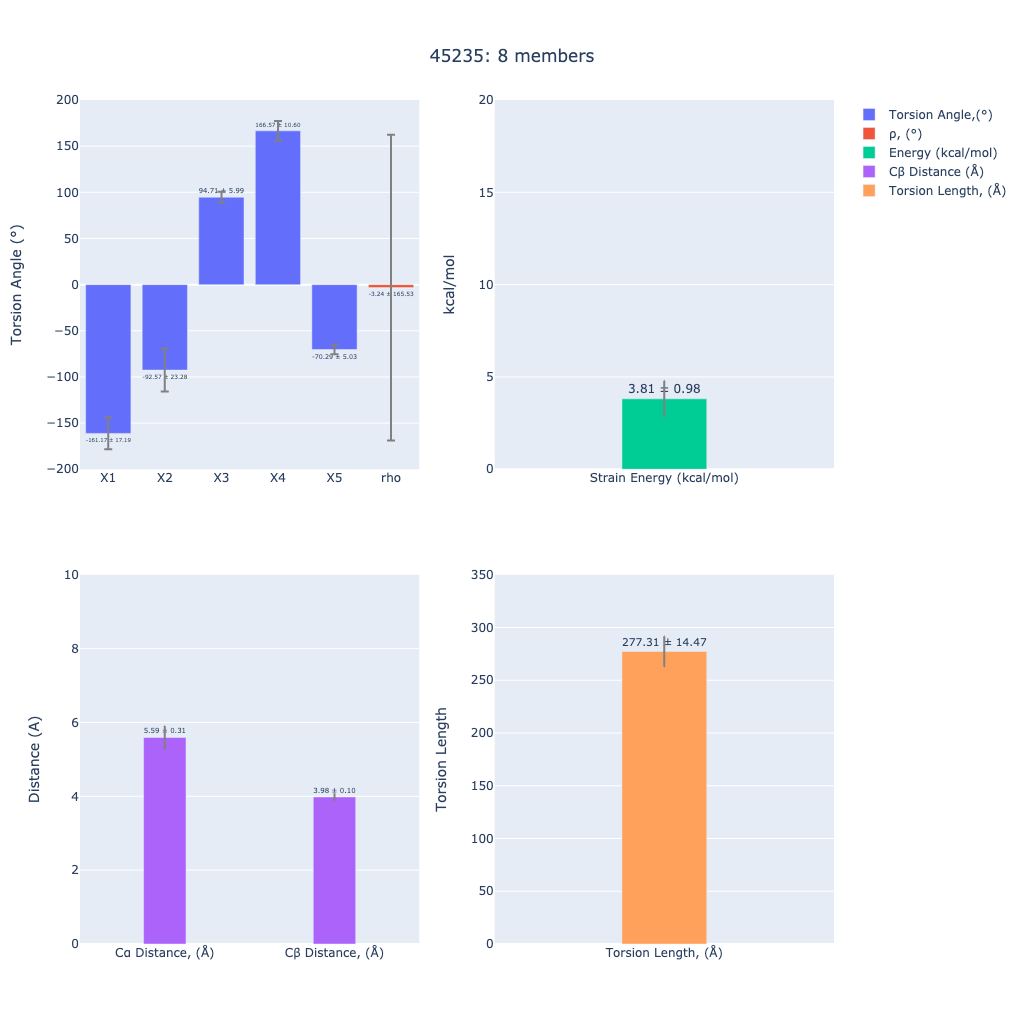 45235: 8 members
Torsion Angle (°)
200
150
100
50
0
−50
−100
−150
−200
-161.17 ± 17.19
-92.57 ± 23.28
94.71 ± 5.99
166.57 ± 10.60
-70.29 ± 5.03
-3.24 ± 165.53
X1 X2 X3 X4 X5 rho
kcal/mol
20
15
10
5
0
3.81 ± 0.98
Strain Energy (kcal/mol)
Torsion Angle,(°)
ρ, (°)
Energy (kcal/mol)
Cβ Distance (Å)
Torsion Length, (Å)
Distance (A)
10
8
6
4
2
0
5.59 ± 0.31
3.98 ± 0.10
Cα Distance, (Å) Cβ Distance, (Å)
Torsion Length
350
300
250
200
150
100
50
0
277.31 ± 14.47
Torsion Length, (Å)